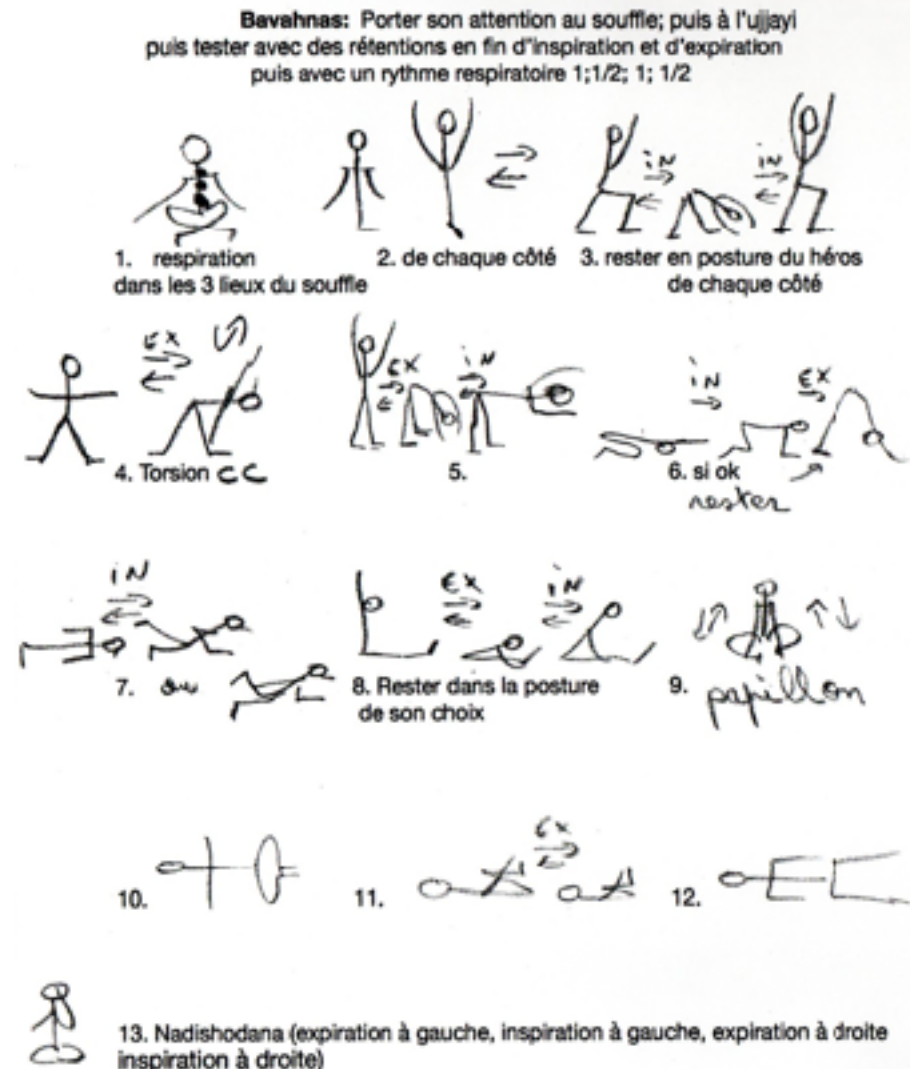 Bavahnas: Porter son attention au souffle; puis à l'ujjayi
puis tester avec des rétentions en fin d'inspiration et d'expiration
puis avec un rythme respiratoire 1;1/2; 1; 1/2
iN iN
1. respiration
dans les 3 lieux du souffle
2. de chaque côté
3. rester en posture du héros
de chaque côté
EX
EX iN
iN EX
4. Torsion CC
5.
6. si ok
rester
iN
EX iN
7. ou
8. Rester dans la posture
de son choix
9. papillon
EX
10.
11.
12.
13. Nadishodana (expiration à gauche, inspiration à gauche, expiration à droite
inspiration à droite)